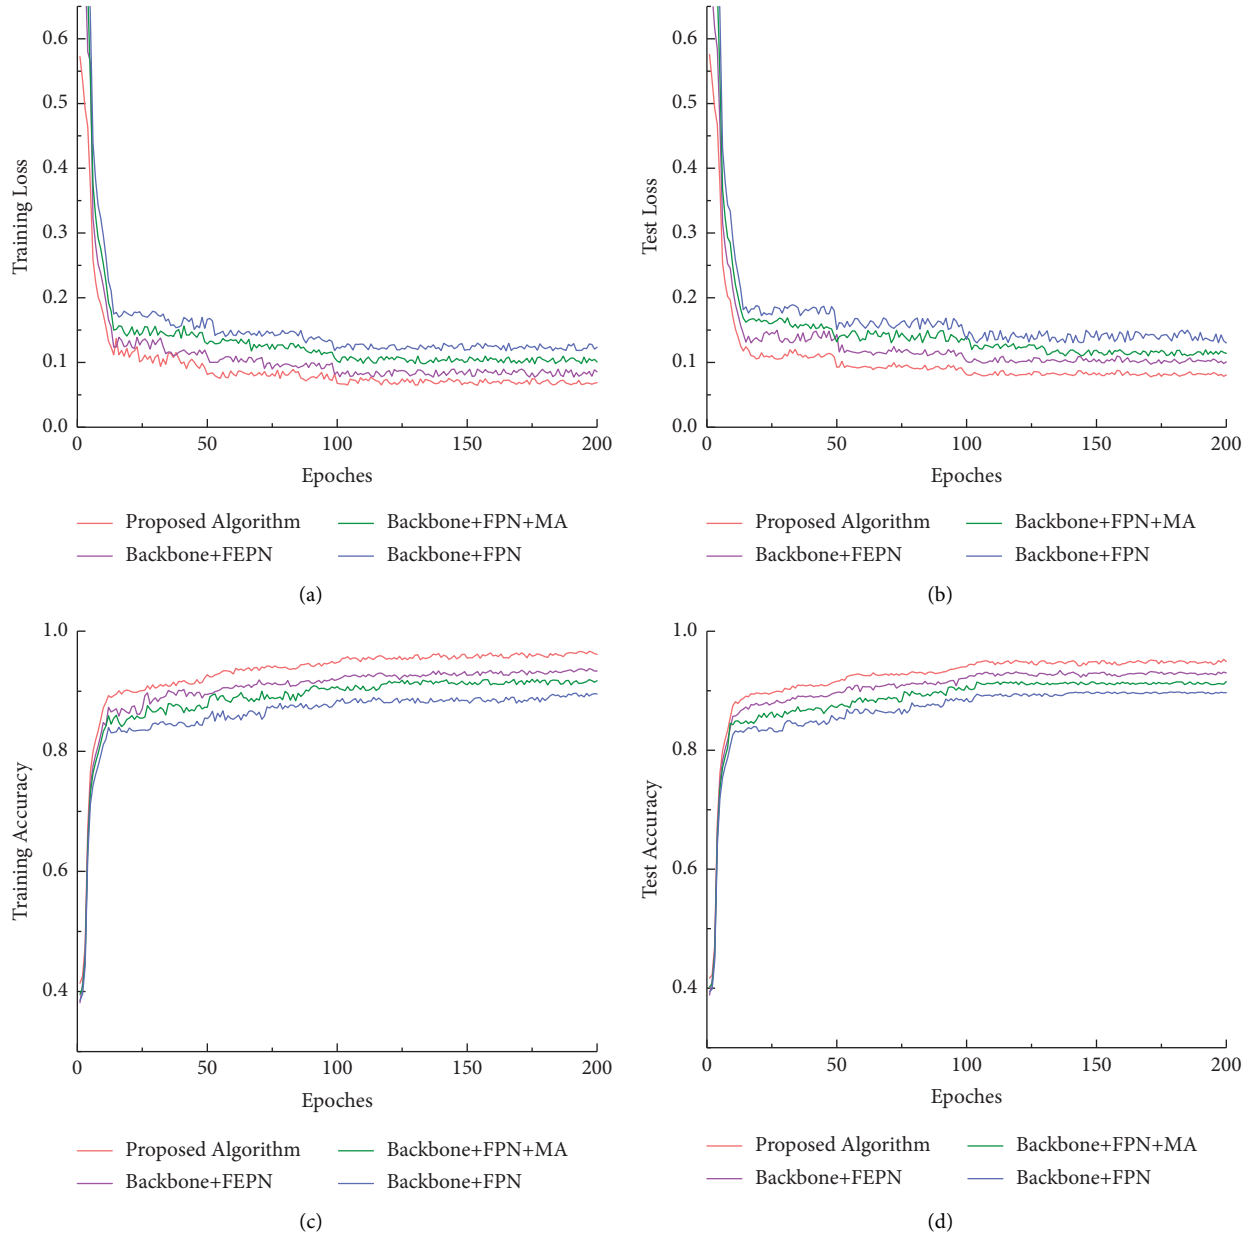 0.6
0.5
0.4
0.3
0.2
0.1
0.0
Training Loss
0 50 100 150 200
Epoches
Proposed Algorithm
Backbone+FPN+MA
Backbone+FEPN
Backbone+FPN
(a)
0.6
0.5
0.4
0.3
0.2
0.1
0.0
Test Loss
0 50 100 150 200
Epoches
Proposed Algorithm
Backbone+FPN+MA
Backbone+FEPN
Backbone+FPN
(b)
1.0
0.8
0.6
0.4
Training Accuracy
0 50 100 150 200
Epoches
Proposed Algorithm
Backbone+FPN+MA
Backbone+FEPN
Backbone+FPN
(c)
1.0
0.8
0.6
0.4
Test Accuracy
0 50 100 150 200
Epoches
Proposed Algorithm
Backbone+FPN+MA
Backbone+FEPN
Backbone+FPN
(d)